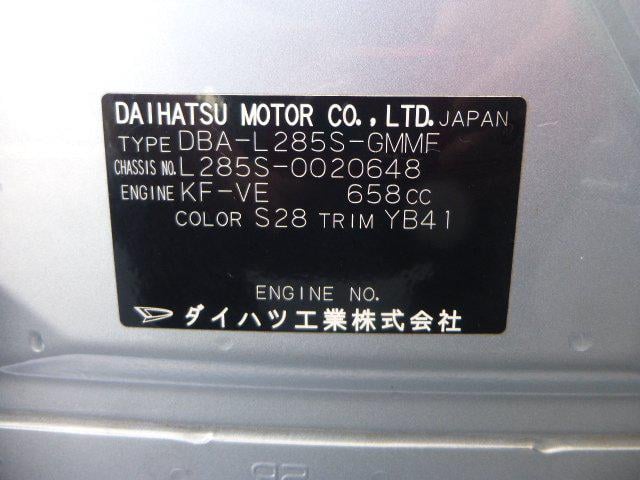 DAIHATSU MOTOR CO., LTD. JAPAN
TYPE DBA-L285S-GMMF
CHASSIS NO. L285S-0020648
ENGINE KF-VE 658CC
COLOR S28 TRIM YB41
ENGINE NO.
ダイハツ工業株式会社